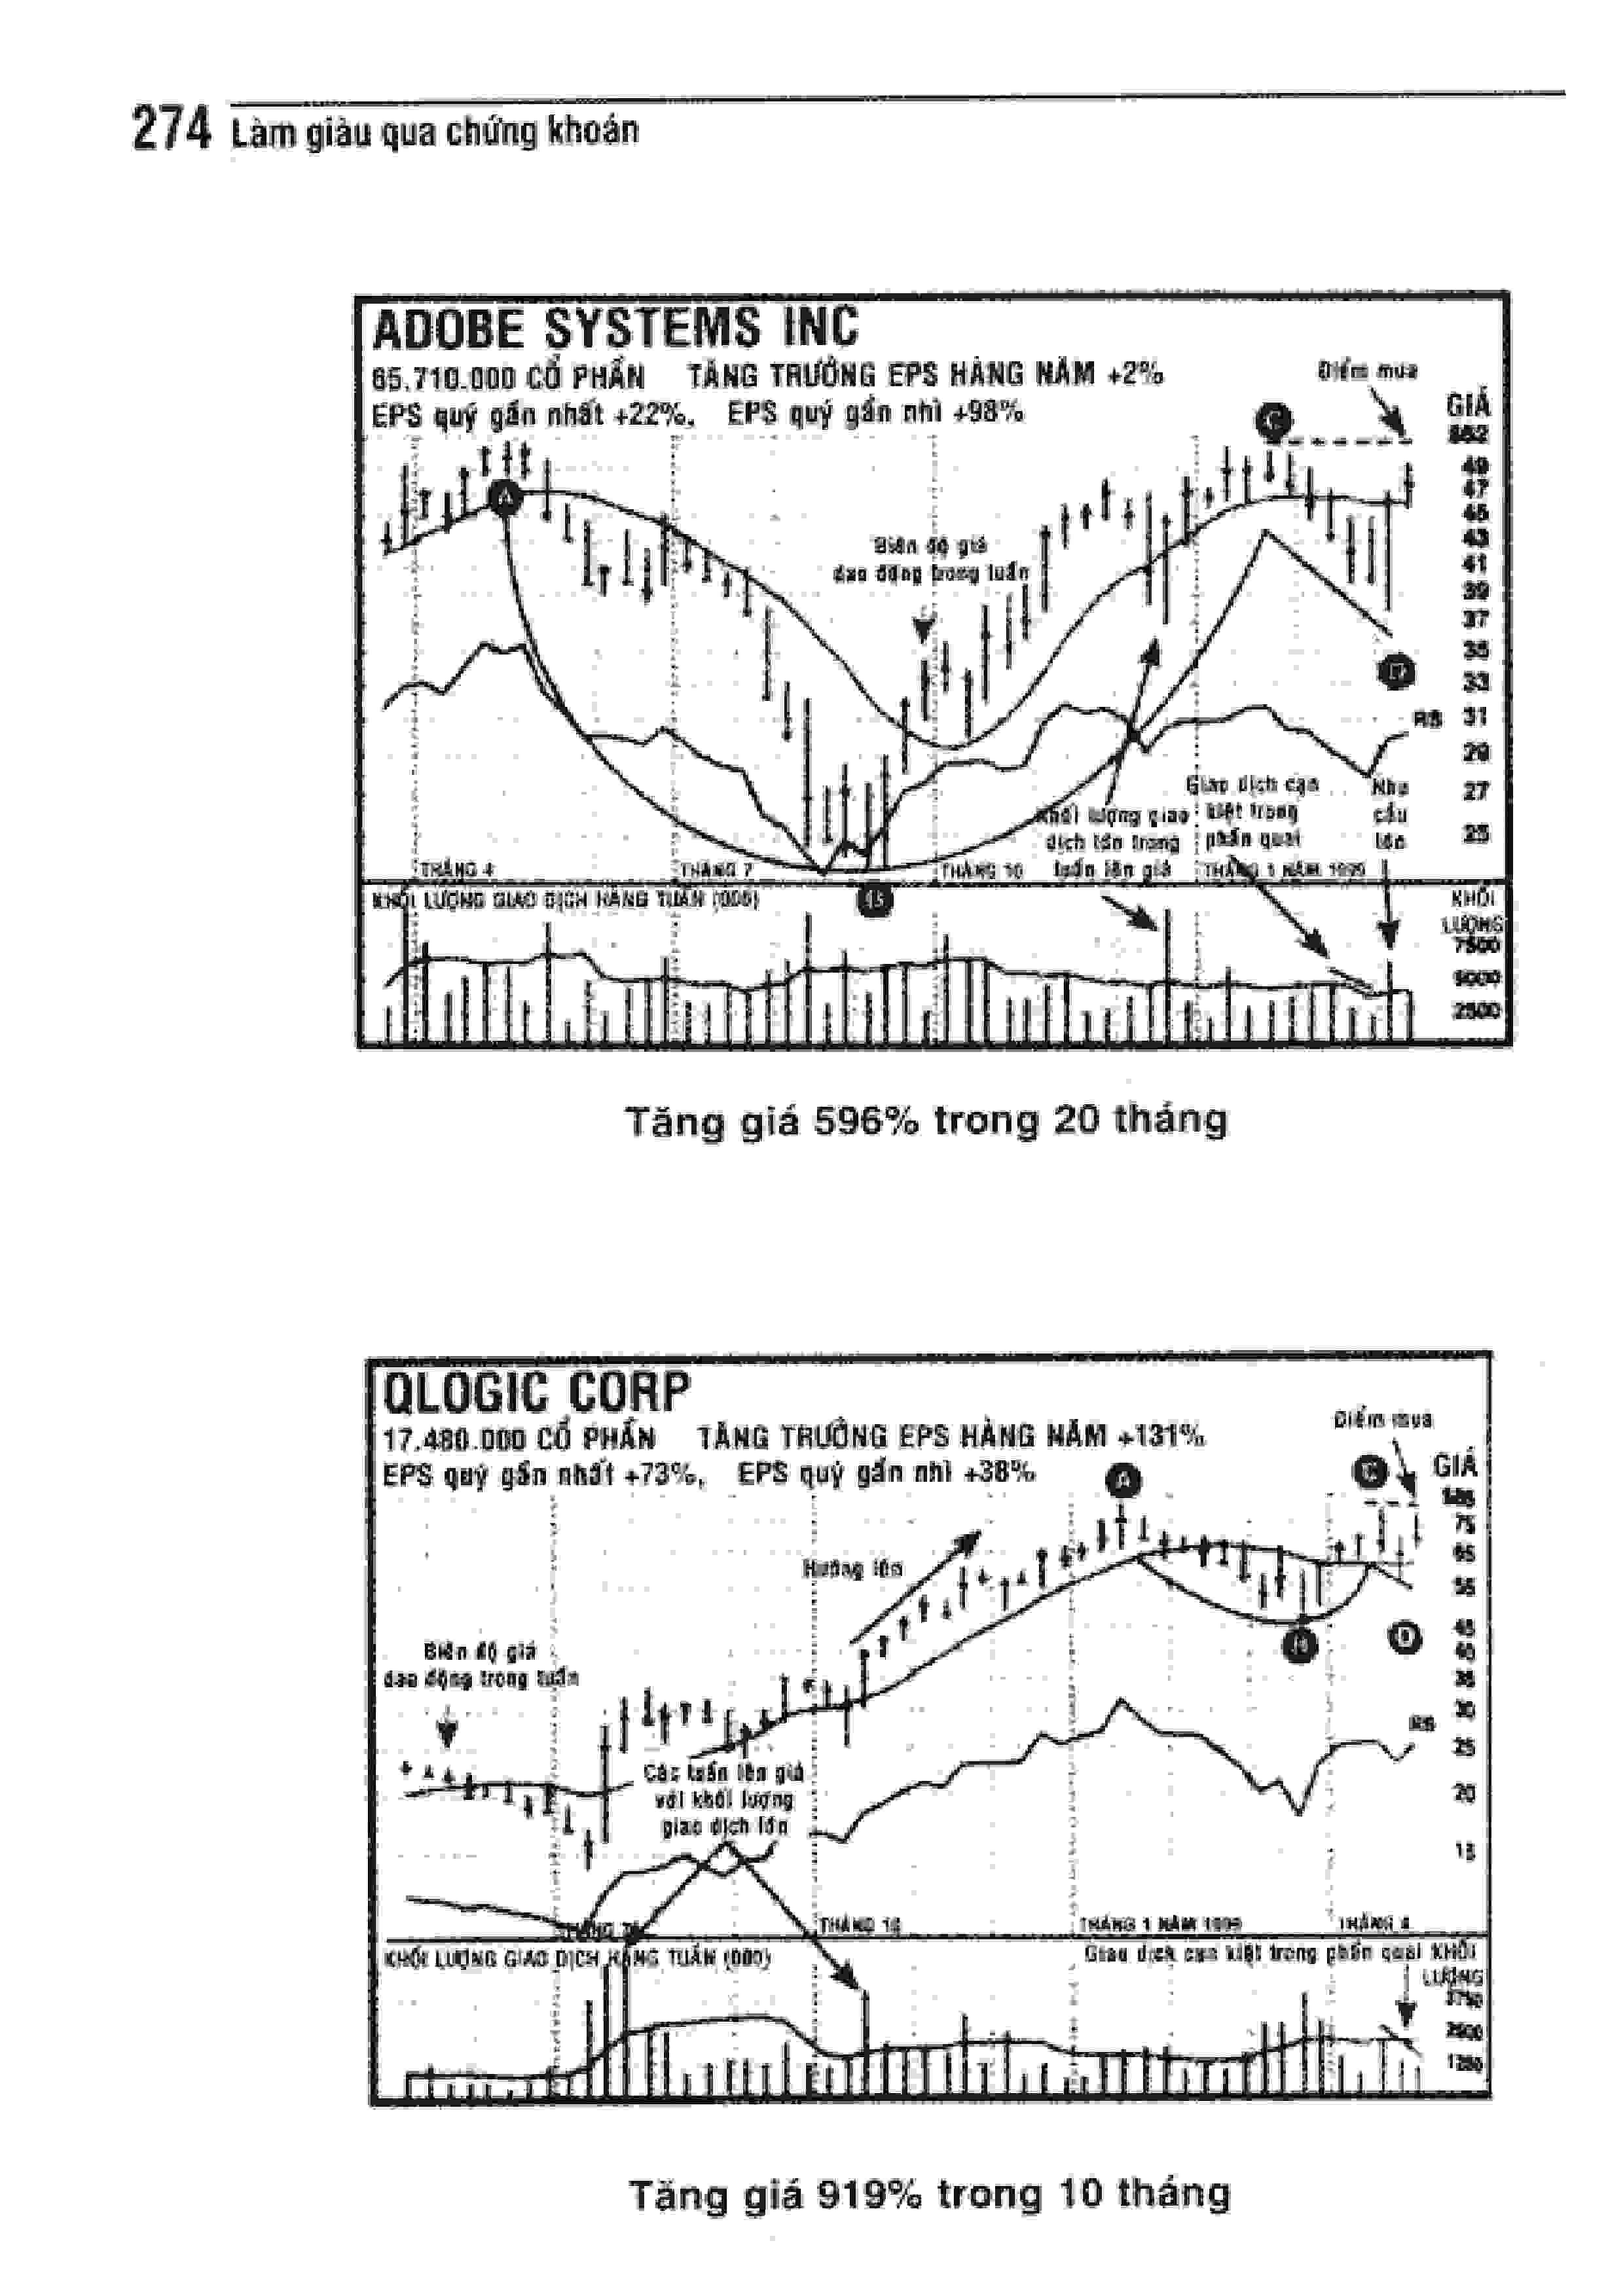 274 Làm giàu qua chứng khoán
ADOBE SYSTEMS INC
65.710.000 CỔ PHẦN TĂNG TRƯỞNG EPS HÀNG NĂM +2%
EPS quý gần nhất +22%, EPS quý gần nhì +98%
Điểm mua
GIÁ
C
49
47
45
43
41
39
37
35
33
31
29
27
25
A
Biên độ giá
dao động trong tuần
D
RS
Khối lượng giao
dịch lớn trong
tuần lên giá
Giao dịch cạn
kiệt trong
phần quai
Nhu
cầu
lớn
THÁNG 4
THÁNG 7
THÁNG 10
THÁNG 1 NĂM 1999
KHỐI LƯỢNG GIAO DỊCH HÀNG TUẦN (000)
B
KHỐI
LƯỢNG
7500
5000
2500
Tăng giá 596% trong 20 tháng
QLOGIC CORP
17.480.000 CỔ PHẦN TĂNG TRƯỞNG EPS HÀNG NĂM +131%
EPS quý gần nhất +73%, EPS quý gần nhì +38%
Điểm mua
GIÁ
A
C
75
65
55
45
40
35
30
25
20
15
Hướng lên
B
D
Biên độ giá
dao động trong tuần
RS
Các tuần lên giá
với khối lượng
giao dịch lớn
THÁNG 7
THÁNG 10
THÁNG 1 NĂM 1999
THÁNG 4
KHỐI LƯỢNG GIAO DỊCH HÀNG TUẦN (000)
Giao dịch cạn kiệt trong phần quai
KHỐI
LƯỢNG
Tăng giá 919% trong 10 tháng